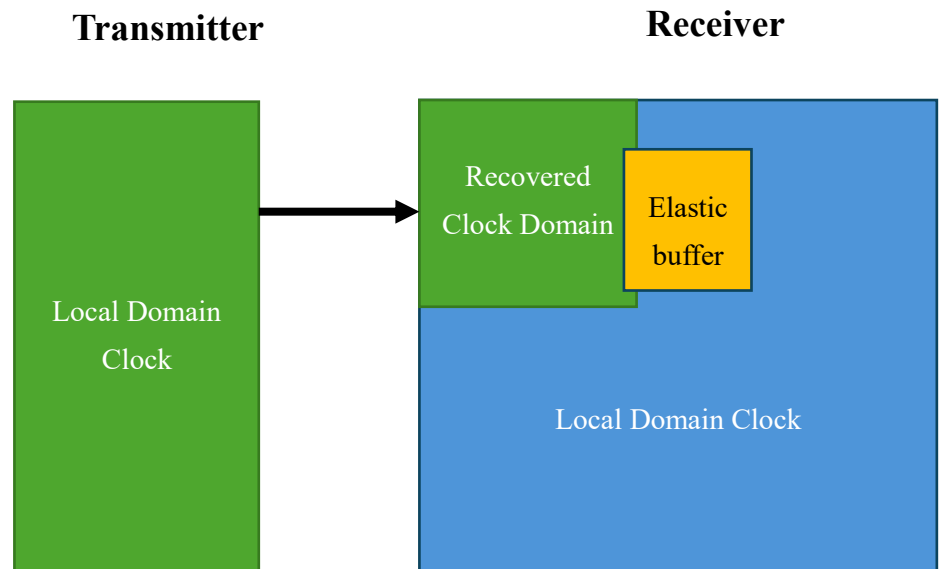 Transmitter
Receiver
Recovered
Clock Domain
Elastic
buffer
Local Domain
Clock
Local Domain Clock